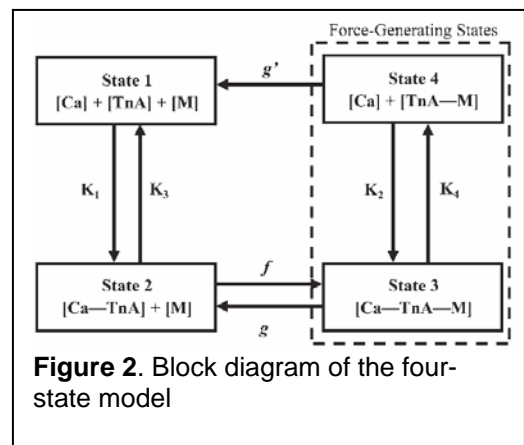 Force-Generating States
State 1
[Ca] + [TnA] + [M]
g'
State 4
[Ca] + [TnA—M]
K₁
K₃
K₂
K₄
State 2
[Ca—TnA] + [M]
f
g
State 3
[Ca—TnA—M]
Figure 2. Block diagram of the four-
state model